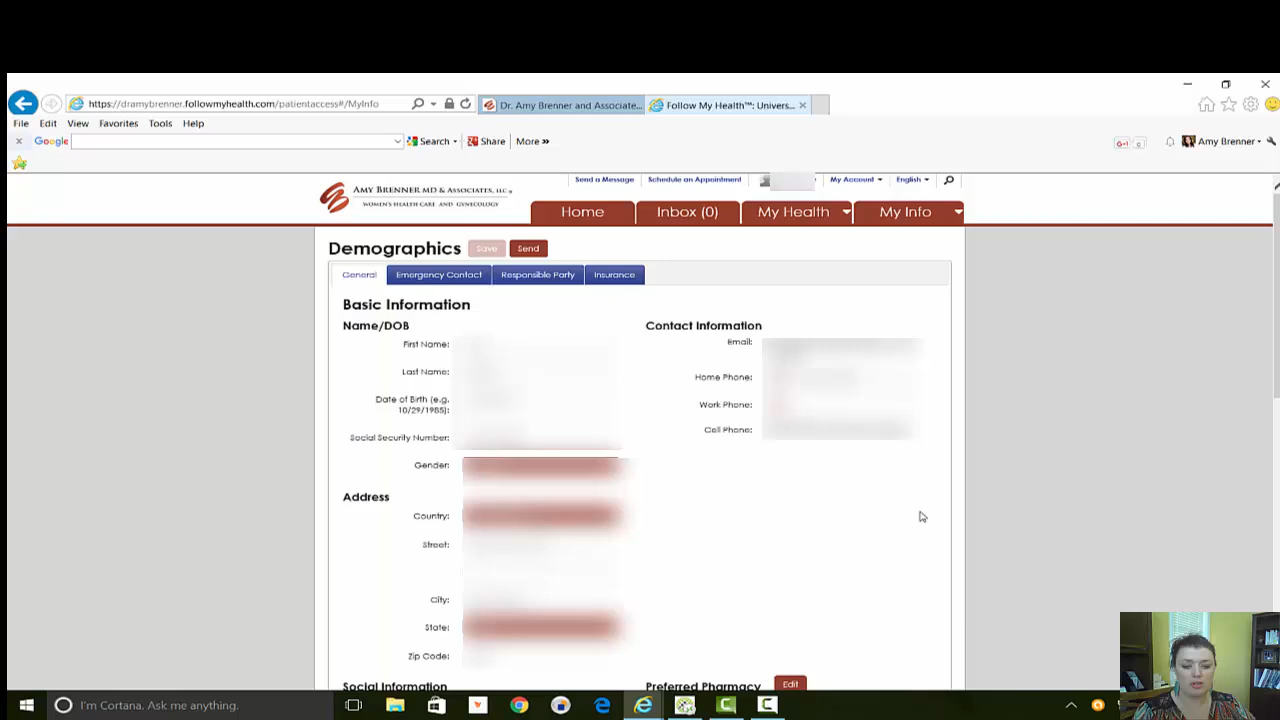 https://dramybrenner.followmyhealth.com/patientaccess#/MyInfo
Dr. Amy Brenner and Associate...
Follow My Health™: Univers...
File Edit View Favorites Tools Help
Google Search Share More »
Amy Brenner
AMY BRENNER MD & ASSOCIATES, LLC
WOMEN'S HEALTH CARE AND GYNECOLOGY
Send a Message Schedule an Appointment My Account English
Home Inbox (0) My Health My Info
Demographics Save Send
General Emergency Contact Responsible Party Insurance
Basic Information
Name/DOB
Contact Information
First Name:
Email:
Last Name:
Home Phone:
Date of Birth (e.g.
10/29/1985):
Work Phone:
Cell Phone:
Social Security Number:
Gender:
Address
Country:
Street:
City:
State:
Zip Code:
Social Information
Preferred Pharmacy Edit
I'm Cortana. Ask me anything.